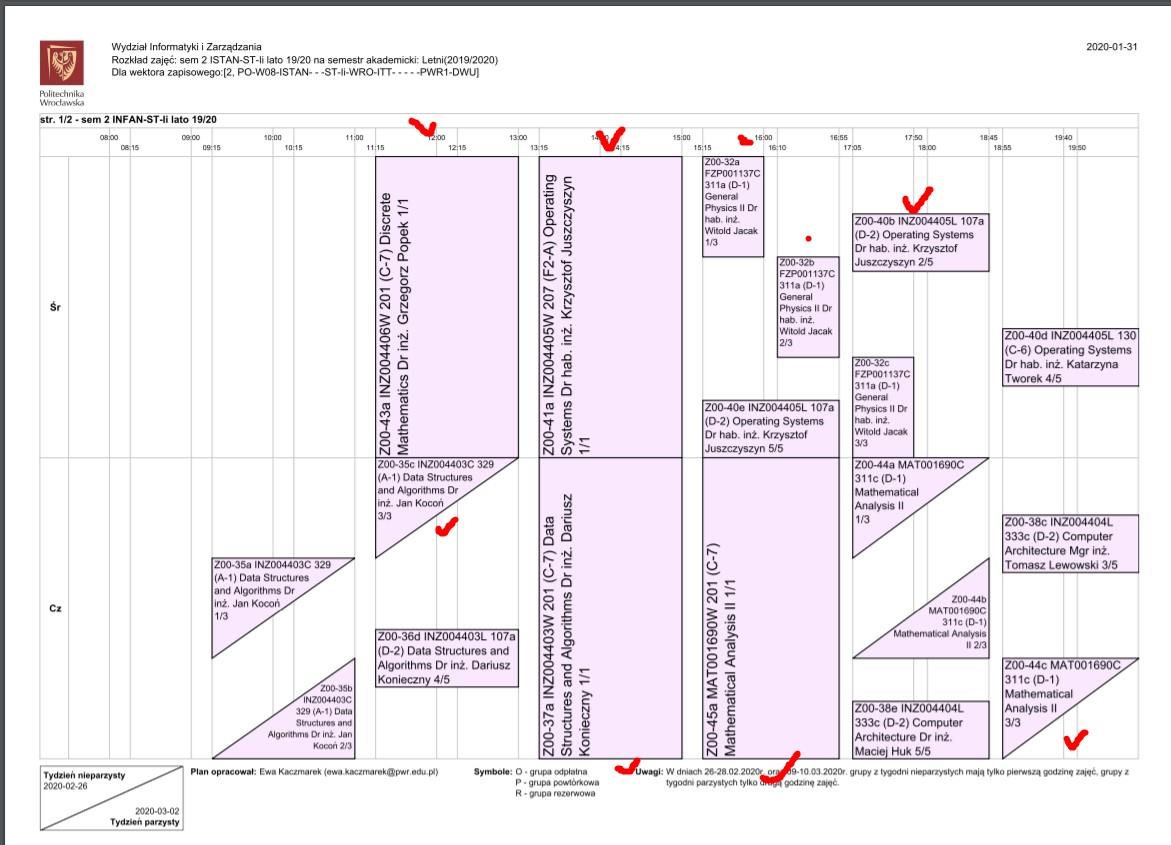 Wydział Informatyki i Zarządzania
Rozkład zajęć: sem 2 ISTAN-ST-Ii lato 19/20 na semestr akademicki: Letni(2019/2020)
Dla wektora zapisowego:[2, PO-W08-ISTAN- - -ST-Ii-WRO-ITT- - - - -PWR1-DWU]
2020-01-31
Politechnika
Wrocławska
str. 1/2 - sem 2 INFAN-ST-Ii lato 19/20
08:00 09:00 10:00 11:00 12:00 13:00 15:00 16:00 16:55 17:50 18:45 19:40
08:15 09:15 10:15 11:15 12:15 13:15 14:15 15:15 16:10 17:05 18:00 18:55 19:50
Śr
Z00-43a INZ004406W 201 (C-7) Discrete
Mathematics Dr inż. Grzegorz Popek 1/1
Z00-41a INZ004405W 207 (F2-A) Operating
Systems Dr hab. inż. Krzysztof Juszczyszyn
1/1
Z00-32a
FZP001137C
311a (D-1)
General
Physics II Dr
hab. inż.
Witold Jacak
1/3
Z00-32b
FZP001137C
311a (D-1)
General
Physics II Dr
hab. inż.
Witold Jacak
2/3
Z00-40e INZ004405L 107a
(D-2) Operating Systems
Dr hab. inż. Krzysztof
Juszczyszyn 5/5
Z00-40b INZ004405L 107a
(D-2) Operating Systems
Dr hab. inż. Krzysztof
Juszczyszyn 2/5
Z00-32c
FZP001137C
311a (D-1)
General
Physics II Dr
hab. inż.
Witold Jacak
3/3
Z00-40d INZ004405L 130
(C-6) Operating Systems
Dr hab. inż. Katarzyna
Tworek 4/5
Cz
Z00-35a INZ004403C 329
(A-1) Data Structures
and Algorithms Dr
inż. Jan Kocoń
1/3
Z00-35b
INZ004403C
329 (A-1) Data
Structures and
Algorithms Dr inż. Jan
Kocoń 2/3
Z00-35c INZ004403C 329
(A-1) Data Structures
and Algorithms Dr
inż. Jan Kocoń
3/3
Z00-36d INZ004403L 107a
(D-2) Data Structures and
Algorithms Dr inż. Dariusz
Konieczny 4/5
Z00-37a INZ004403W 201 (C-7) Data
Structures and Algorithms Dr inż. Dariusz
Konieczny 1/1
Z00-45a MAT001690W 201 (C-7)
Mathematical Analysis II 1/1
Z00-44a MAT001690C
311c (D-1)
Mathematical
Analysis II
1/3
Z00-44b
MAT001690C
311c (D-1)
Mathematical Analysis
II 2/3
Z00-38e INZ004404L
333c (D-2) Computer
Architecture Dr inż.
Maciej Huk 5/5
Z00-38c INZ004404L
333c (D-2) Computer
Architecture Mgr inż.
Tomasz Lewowski 3/5
Z00-44c MAT001690C
311c (D-1)
Mathematical
Analysis II
3/3
Tydzień nieparzysty
2020-02-26
2020-03-02
Tydzień parzysty
Plan opracował: Ewa Kaczmarek (ewa.kaczmarek@pwr.edu.pl)
Symbole: O - grupa odpłatna
P - grupa powtórkowa
R - grupa rezerwowa
Uwagi: W dniach 26-28.02.2020r. oraz 09-10.03.2020r. grupy z tygodni nieparzystych mają tylko pierwszą godzinę zajęć, grupy z
tygodni parzystych tylko drugą godzinę zajęć.